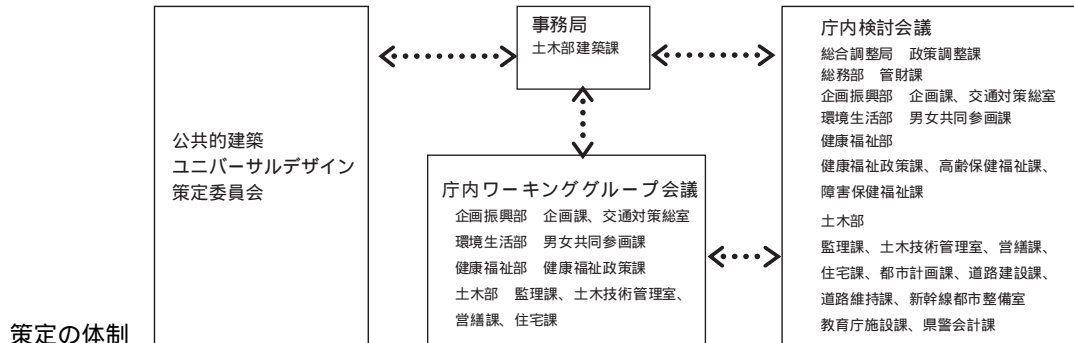 策定の体制
公共的建築
ユニバーサルデザイン
策定委員会
事務局
土木部建築課
庁内ワーキンググループ会議
企画振興部　企画課、交通対策総室
環境生活部　男女共同参画課
健康福祉部　健康福祉政策課
土木部　監理課、土木技術管理室、
営繕課、住宅課
庁内検討会議
総合調整局　政策調整課
総務部　管財課
企画振興部　企画課、交通対策総室
環境生活部　男女共同参画課
健康福祉部
健康福祉政策課、高齢保健福祉課、
障害保健福祉課
土木部
監理課、土木技術管理室、営繕課、
住宅課、都市計画課、道路建設課、
道路維持課、新幹線都市整備室
教育庁施設課、県警会計課